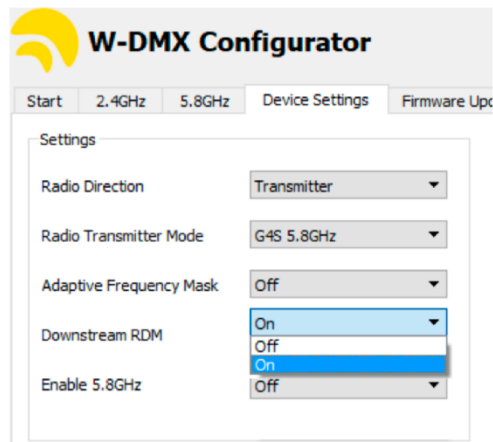 W-DMX Configurator
Start 2.4GHz 5.8GHz Device Settings Firmware Upd
Settings
Radio Direction Transmitter
Radio Transmitter Mode G4S 5.8GHz
Adaptive Frequency Mask Off
Downstream RDM On
Off
On
Enable 5.8GHz Off